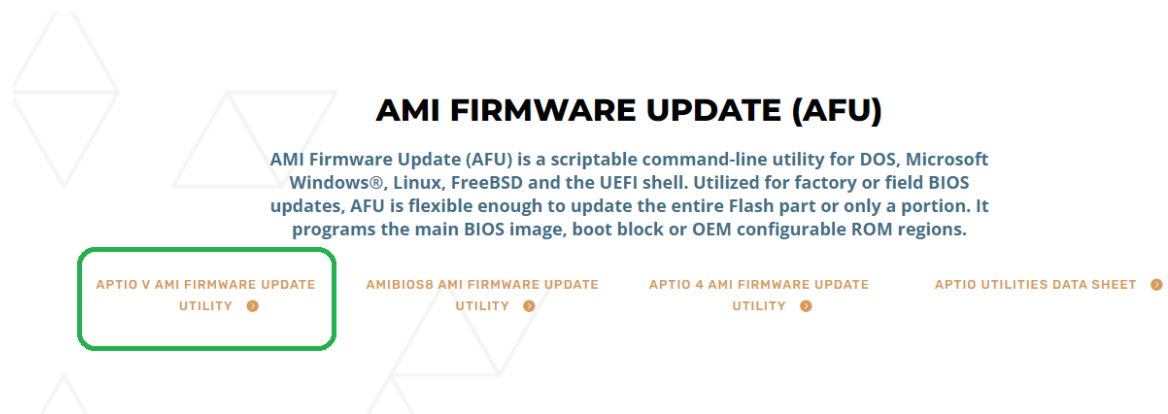 AMI FIRMWARE UPDATE (AFU)
AMI Firmware Update (AFU) is a scriptable command-line utility for DOS, Microsoft
Windows®, Linux, FreeBSD and the UEFI shell. Utilized for factory or field BIOS
updates, AFU is flexible enough to update the entire Flash part or only a portion. It
programs the main BIOS image, boot block or OEM configurable ROM regions.
APTIO V AMI FIRMWARE UPDATE
UTILITY
AMIBIOS8 AMI FIRMWARE UPDATE
UTILITY
APTIO 4 AMI FIRMWARE UPDATE
UTILITY
APTIO UTILITIES DATA SHEET